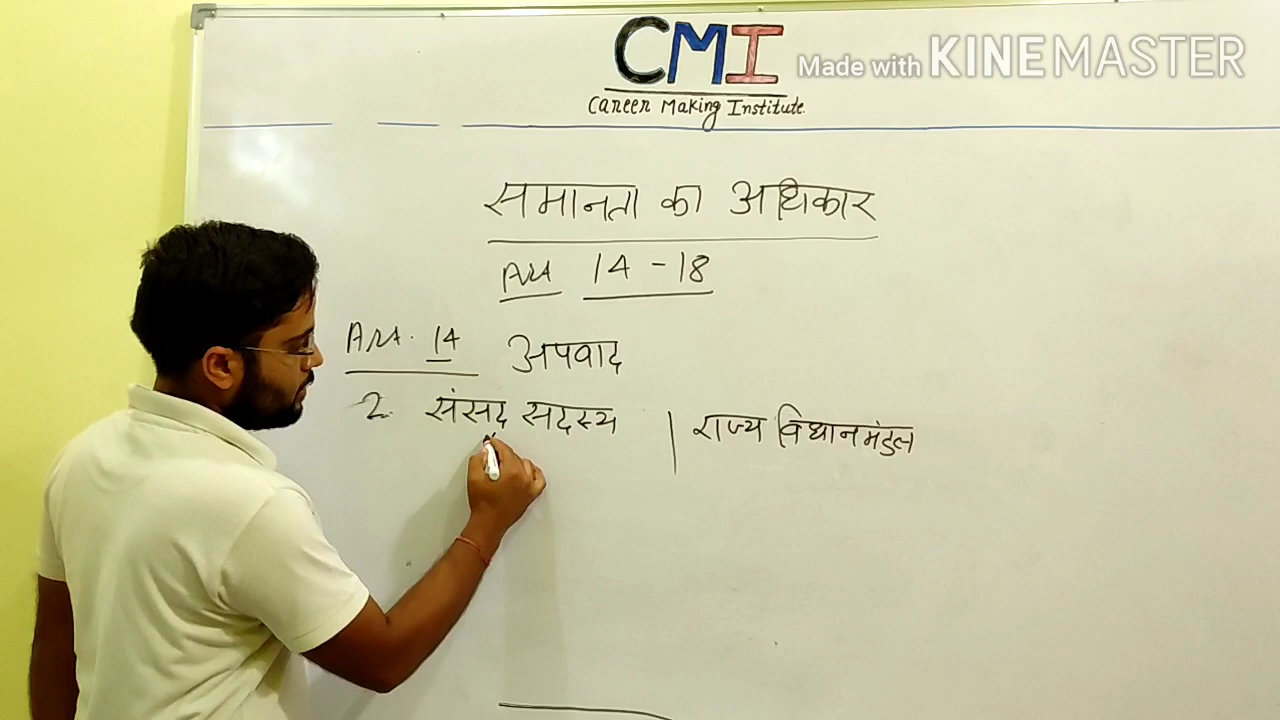 CMI
Made with KINEMASTER
Career Making Institute
समानता का अधिकार
Art 14 - 18
Art. 14 अपवाद
2. संसद सदस्य | राज्य विधानमंडल